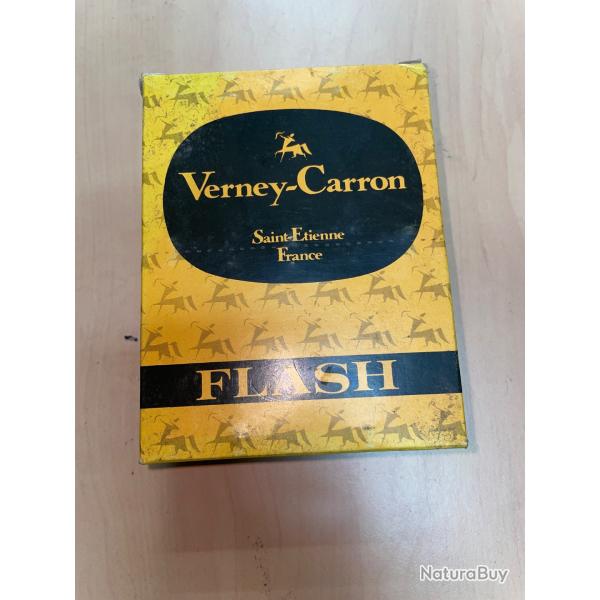 Verney-Carron
Saint-Etienne
France
FLASH
NaturaBuy